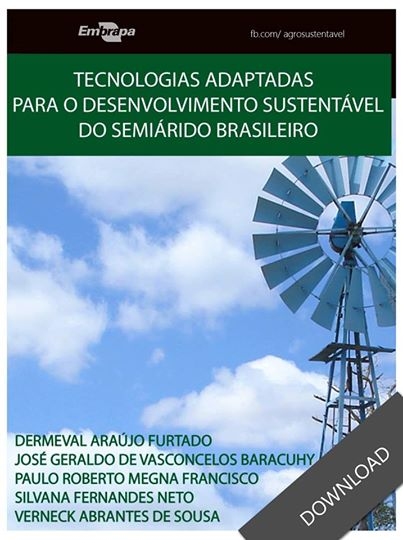 Embrapa
fb.com/ agrosustentavel
TECNOLOGIAS ADAPTADAS
PARA O DESENVOLVIMENTO SUSTENTÁVEL
DO SEMIÁRIDO BRASILEIRO
DERMEVAL ARAÚJO FURTADO
JOSÉ GERALDO DE VASCONCELOS BARACUHY
PAULO ROBERTO MEGNA FRANCISCO
SILVANA FERNANDES NETO
VERNECK ABRANTES DE SOUSA
DOWNLOAD